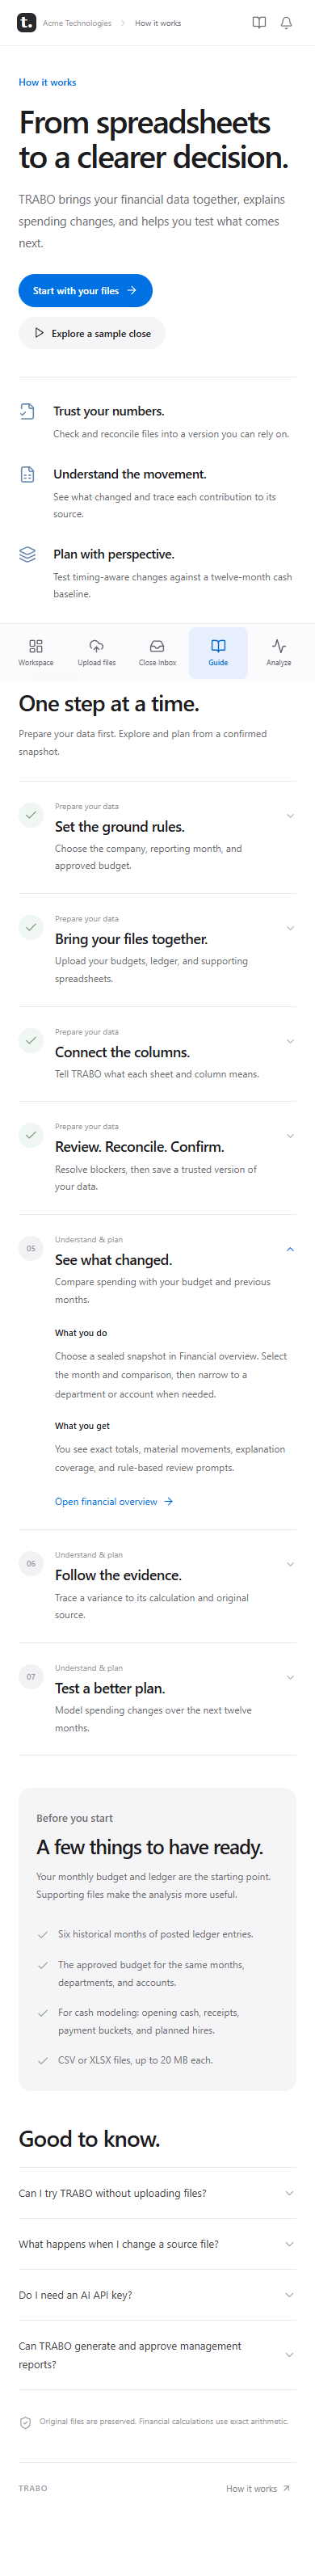 t.
Acme Technologies
How it works
How it works
From spreadsheets
to a clearer decision.
TRABO brings your financial data together, explains
spending changes, and helps you test what comes
next.
Start with your files
Explore a sample close
Trust your numbers.
Check and reconcile files into a version you can rely on.
Understand the movement.
See what changed and trace each contribution to its
source.
Plan with perspective.
Test timing-aware changes against a twelve-month cash
baseline.
Workspace
Upload files
Close Inbox
Guide
Analyze
One step at a time.
Prepare your data first. Explore and plan from a confirmed
snapshot.
Prepare your data
Set the ground rules.
Choose the company, reporting month, and
approved budget.
Prepare your data
Bring your files together.
Upload your budgets, ledger, and supporting
spreadsheets.
Prepare your data
Connect the columns.
Tell TRABO what each sheet and column means.
Prepare your data
Review. Reconcile. Confirm.
Resolve blockers, then save a trusted version of
your data.
05
Understand & plan
See what changed.
Compare spending with your budget and previous
months.
What you do
Choose a sealed snapshot in Financial overview. Select
the month and comparison, then narrow to a
department or account when needed.
What you get
You see exact totals, material movements, explanation
coverage, and rule-based review prompts.
Open financial overview
06
Understand & plan
Follow the evidence.
Trace a variance to its calculation and original
source.
07
Understand & plan
Test a better plan.
Model spending changes over the next twelve
months.
Before you start
A few things to have ready.
Your monthly budget and ledger are the starting point.
Supporting files make the analysis more useful.
Six historical months of posted ledger entries.
The approved budget for the same months,
departments, and accounts.
For cash modeling: opening cash, receipts,
payment buckets, and planned hires.
CSV or XLSX files, up to 20 MB each.
Good to know.
Can I try TRABO without uploading files?
What happens when I change a source file?
Do I need an AI API key?
Can TRABO generate and approve management
reports?
Original files are preserved. Financial calculations use exact arithmetic.
TRABO
How it works